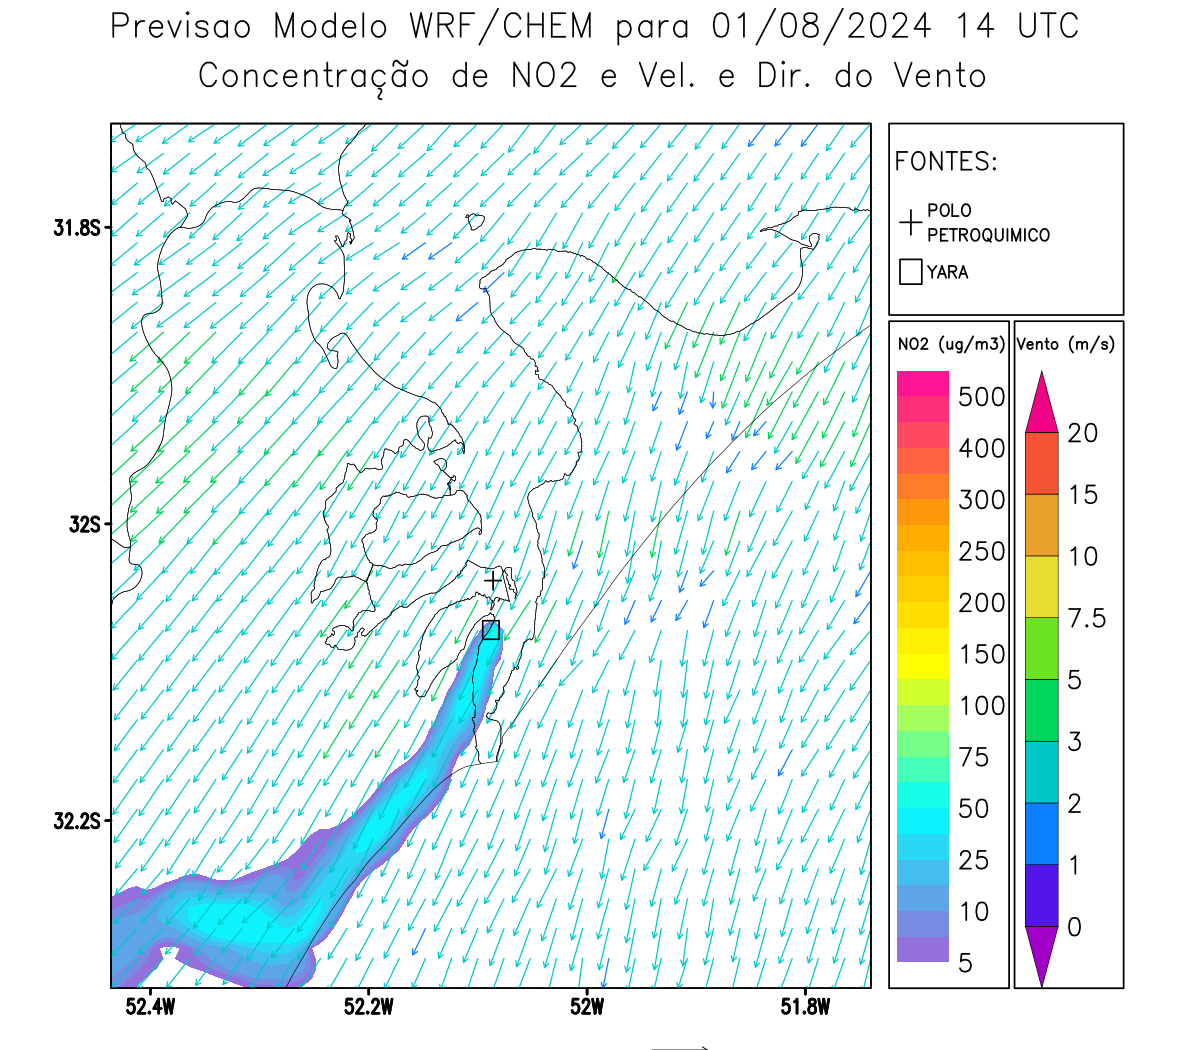 Previsao Modelo WRF/CHEM para 01/08/2024 14 UTC
Concentração de NO2 e Vel. e Dir. do Vento
FONTES:
POLO
PETROQUIMICO
YARA
NO2 (ug/m3)
500
400
300
250
200
150
100
75
50
25
10
5
Vento (m/s)
20
15
10
7.5
5
3
2
1
0
31.8S
32S
32.2S
52.4W
52.2W
52W
51.8W